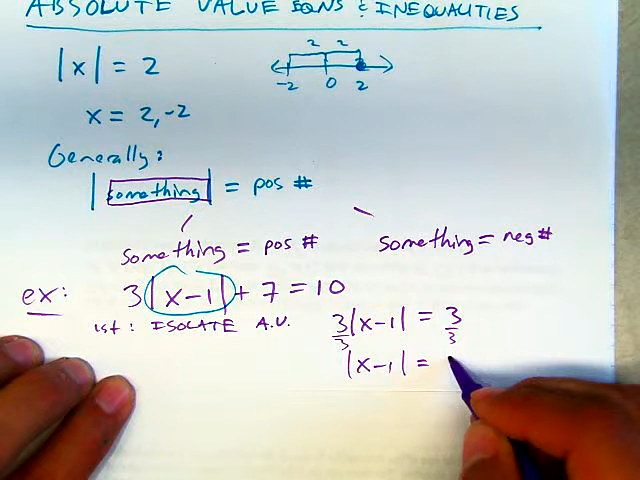 ABSOLUTE VALUE EQNS & INEQUALITIES
|x| = 2
2 2
-2 0 2
x = 2, -2
Generally:
|something| = pos #
something = pos #
something = neg #
ex: 3|x-1| + 7 = 10
1st: ISOLATE A.V.
3|x-1| = 3
3 3
|x-1| =